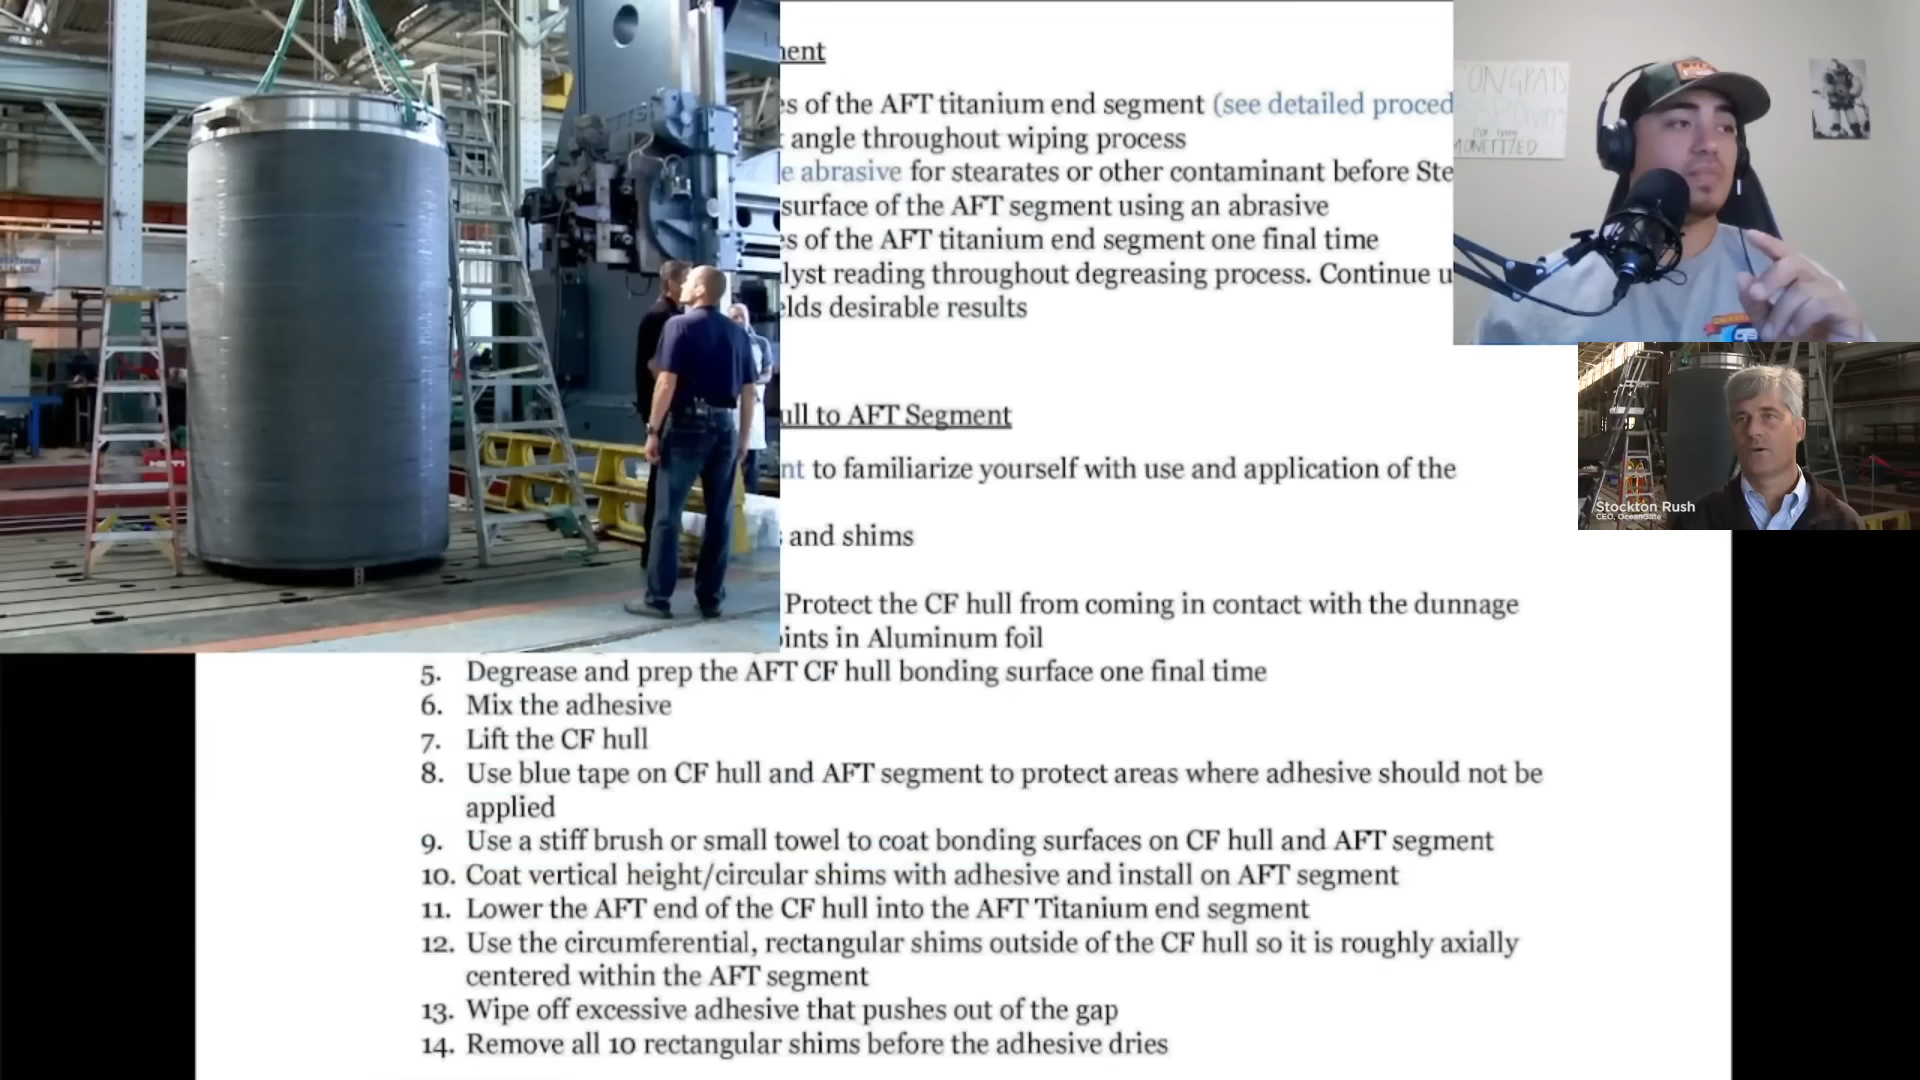 ent
s of the AFT titanium end segment (see detailed proced
angle throughout wiping process
e abrasive for stearates or other contaminant before Ste
surface of the AFT segment using an abrasive
s of the AFT titanium end segment one final time
lyst reading throughout degreasing process. Continue u
elds desirable results
ull to AFT Segment
nt to familiarize yourself with use and application of the
and shims
Protect the CF hull from coming in contact with the dunnage
ints in Aluminum foil
5. Degrease and prep the AFT CF hull bonding surface one final time
6. Mix the adhesive
7. Lift the CF hull
8. Use blue tape on CF hull and AFT segment to protect areas where adhesive should not be
applied
9. Use a stiff brush or small towel to coat bonding surfaces on CF hull and AFT segment
10. Coat vertical height/circular shims with adhesive and install on AFT segment
11. Lower the AFT end of the CF hull into the AFT Titanium end segment
12. Use the circumferential, rectangular shims outside of the CF hull so it is roughly axially
centered within the AFT segment
13. Wipe off excessive adhesive that pushes out of the gap
14. Remove all 10 rectangular shims before the adhesive dries
CONGRATS
MONETIZED
Stockton Rush
CEO, OceanGate